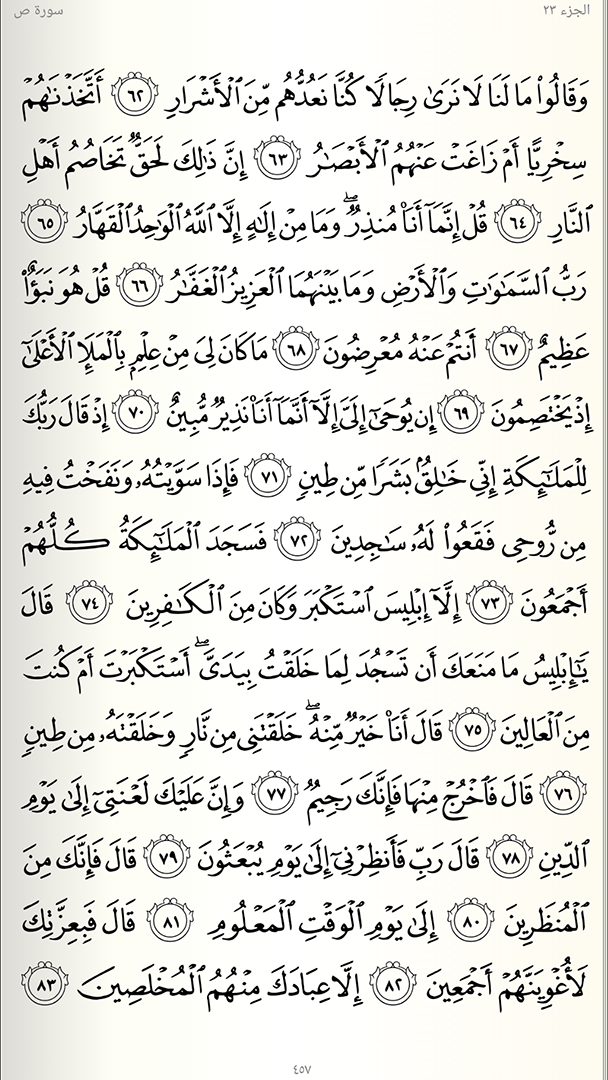 الجزء ٢٣
سورة ص
وَقَالُوا۟ مَا لَنَا لَا نَرَىٰ رِجَالًا كُنَّا نَعُدُّهُم مِّنَ ٱلْأَشْرَارِ ٦٢ أَتَّخَذْنَٰهُمْ
سِخْرِيًّا أَمْ زَاغَتْ عَنْهُمُ ٱلْأَبْصَٰرُ ٦٣ إِنَّ ذَٰلِكَ لَحَقٌّ تَخَاصُمُ أَهْلِ
ٱلنَّارِ ٦٤ قُلْ إِنَّمَآ أَنَا۠ مُنذِرٌ ۖ وَمَا مِنْ إِلَٰهٍ إِلَّا ٱللَّهُ ٱلْوَٰحِدُ ٱلْقَهَّارُ ٦٥
رَبُّ ٱلسَّمَٰوَٰتِ وَٱلْأَرْضِ وَمَا بَيْنَهُمَا ٱلْعَزِيزُ ٱلْغَفَّٰرُ ٦٦ قُلْ هُوَ نَبَؤٌا۟
عَظِيمٌ ٦٧ أَنتُمْ عَنْهُ مُعْرِضُونَ ٦٨ مَا كَانَ لِىَ مِنْ عِلْمٍۭ بِٱلْمَلَإِ ٱلْأَعْلَىٰٓ
إِذْ يَخْتَصِمُونَ ٦٩ إِن يُوحَىٰٓ إِلَىَّ إِلَّآ أَنَّمَآ أَنَا۠ نَذِيرٌ مُّبِينٌ ٧٠ إِذْ قَالَ رَبُّكَ
لِلْمَلَٰٓئِكَةِ إِنِّى خَٰلِقٌۢ بَشَرًا مِّن طِينٍ ٧١ فَإِذَا سَوَّيْتُهُۥ وَنَفَخْتُ فِيهِ
مِن رُّوحِى فَقَعُوا۟ لَهُۥ سَٰجِدِينَ ٧٢ فَسَجَدَ ٱلْمَلَٰٓئِكَةُ كُلُّهُمْ
أَجْمَعُونَ ٧٣ إِلَّآ إِبْلِيسَ ٱسْتَكْبَرَ وَكَانَ مِنَ ٱلْكَٰفِرِينَ ٧٤ قَالَ
يَٰٓإِبْلِيسُ مَا مَنَعَكَ أَن تَسْجُدَ لِمَا خَلَقْتُ بِيَدَىَّ ۖ أَسْتَكْبَرْتَ أَمْ كُنتَ
مِنَ ٱلْعَالِينَ ٧٥ قَالَ أَنَا۠ خَيْرٌ مِّنْهُ ۖ خَلَقْتَنِى مِن نَّارٍ وَخَلَقْتَهُۥ مِن طِينٍ
٧٦ قَالَ فَٱخْرُجْ مِنْهَا فَإِنَّكَ رَجِيمٌ ٧٧ وَإِنَّ عَلَيْكَ لَعْنَتِىٓ إِلَىٰ يَوْمِ
ٱلدِّينِ ٧٨ قَالَ رَبِّ فَأَنظِرْنِىٓ إِلَىٰ يَوْمِ يُبْعَثُونَ ٧٩ قَالَ فَإِنَّكَ مِنَ
ٱلْمُنظَرِينَ ٨٠ إِلَىٰ يَوْمِ ٱلْوَقْتِ ٱلْمَعْلُومِ ٨١ قَالَ فَبِعِزَّتِكَ
لَأُغْوِيَنَّهُمْ أَجْمَعِينَ ٨٢ إِلَّا عِبَادَكَ مِنْهُمُ ٱلْمُخْلَصِينَ ٨٣
٤٥٧